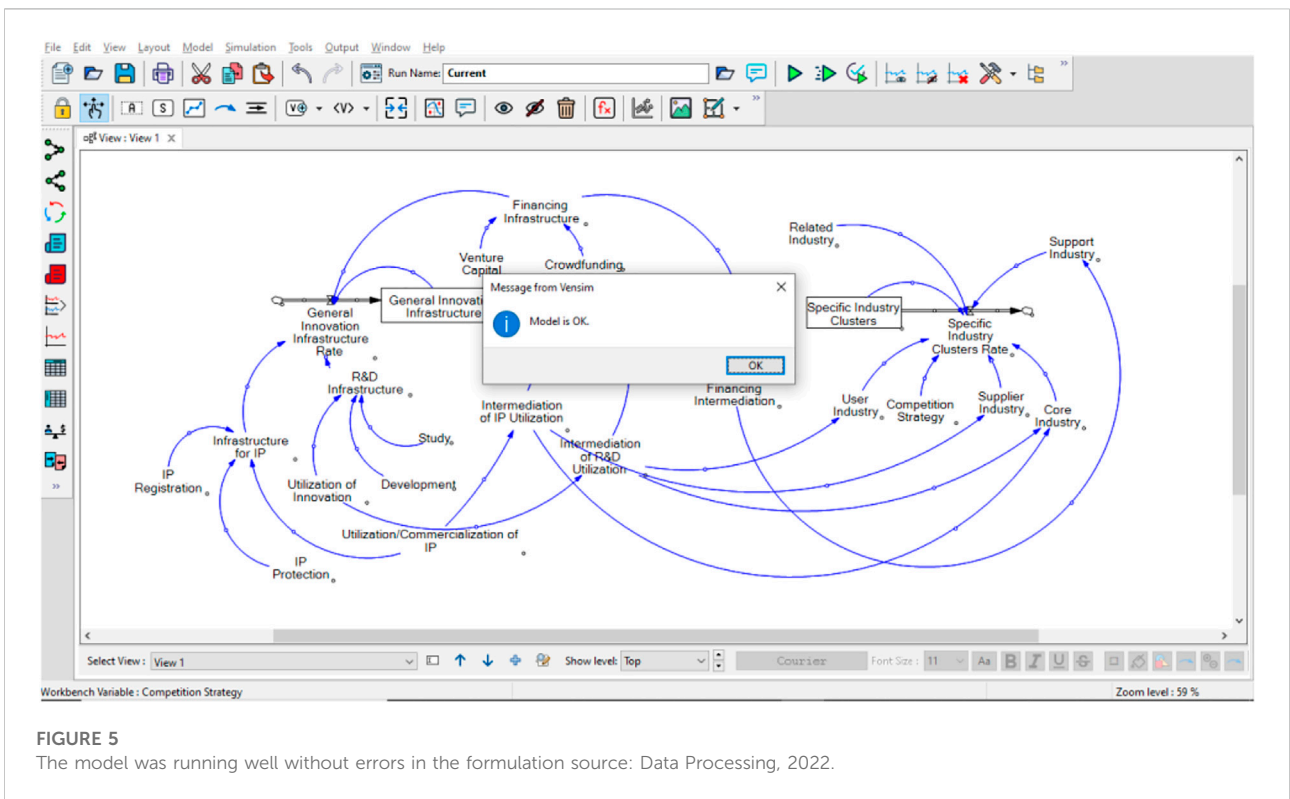 File Edit View Layout Model Simulation Tools Output Window Help
Run Name: Current
View : View 1 X
Financing
Infrastructure
Venture
Capital
Crowdfunding
Related
Industry
Support
Industry
General
Innovation
Infrastructure
Rate
General Innovati
Infrastructure
Message from Vensim
Model is OK.
OK
Specific Industry
Clusters
Specific
Industry
Clusters Rate
R&D
Infrastructure
Intermediation
of IP Utilization
Financing
Intermediation
User
Industry
Competition
Strategy
Supplier
Industry
Core
Industry
Infrastructure
for IP
Study
Intermediation
of R&D
Utilization
IP
Registration
Utilization of
Innovation
Development
Utilization/Commercialization of
IP
IP
Protection
Select View : View 1
Show level: Top
Courier
Font Size : 11
Aa B I U S
Workbench Variable : Competition Strategy
Zoom level : 59 %
FIGURE 5
The model was running well without errors in the formulation source: Data Processing, 2022.